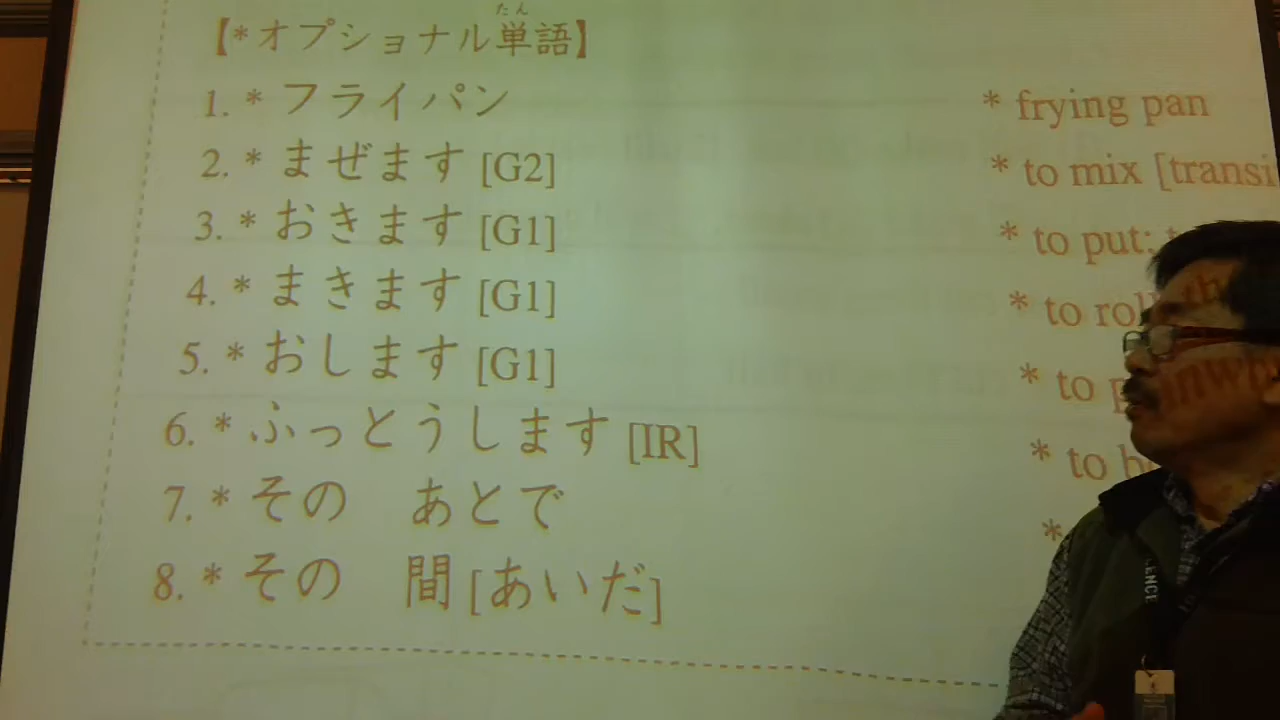 【*オプショナル単語】
たん
1. * フライパン * frying pan
2. * まぜます [G2] * to mix [transi
3. * おきます [G1] * to put:
4. * まきます [G1] * to roll
5. * おします [G1] * to p
6. * ふっとうします [IR] * to b
7. * その あとで *
8. * その 間 [あいだ]
ENCE